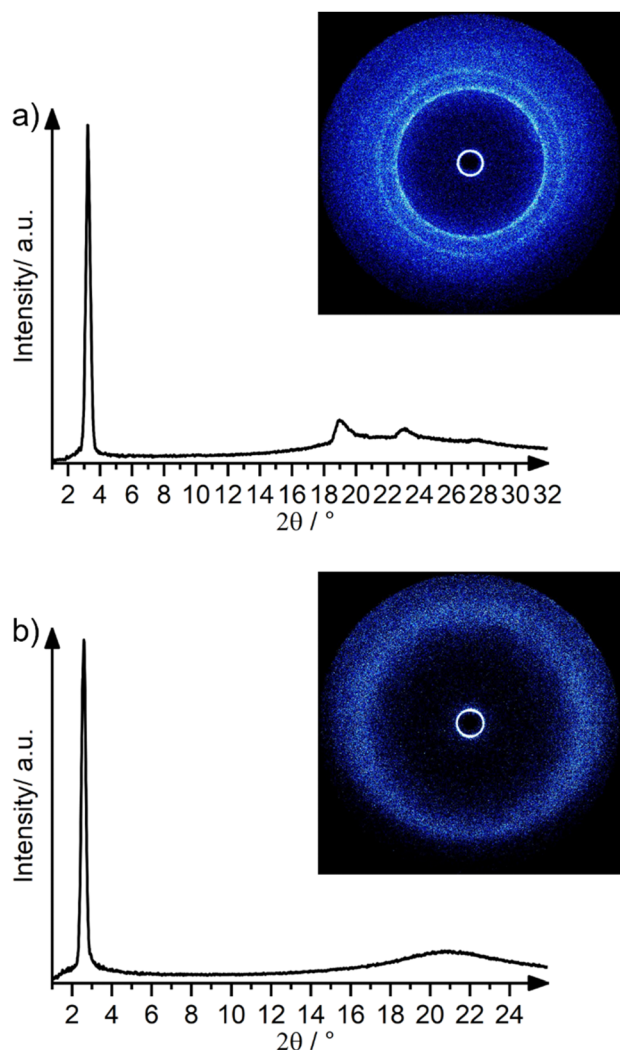 a)
Intensity/ a.u.
2 4 6 8 10 12 14 16 18 20 22 24 26 28 30 32
2θ / °
b)
Intensity/ a.u.
2 4 6 8 10 12 14 16 18 20 22 24
2θ / °